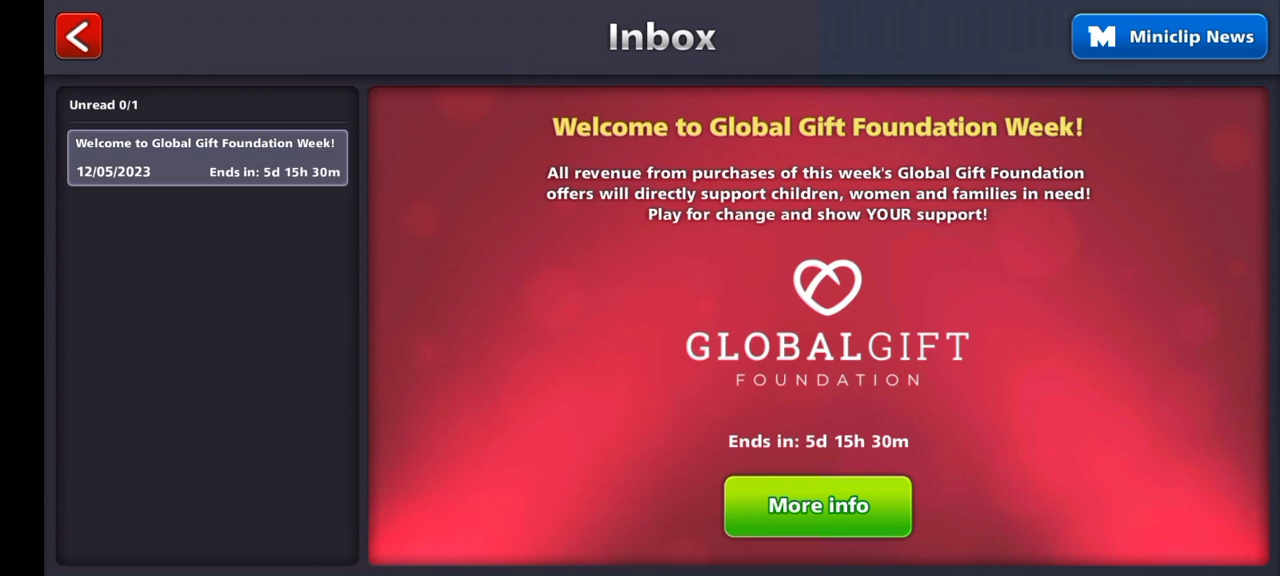 Inbox
Miniclip News
Unread 0/1
Welcome to Global Gift Foundation Week!
12/05/2023 Ends in: 5d 15h 30m
Welcome to Global Gift Foundation Week!
All revenue from purchases of this week's Global Gift Foundation
offers will directly support children, women and families in need!
Play for change and show YOUR support!
GLOBALGIFT
FOUNDATION
Ends in: 5d 15h 30m
More info